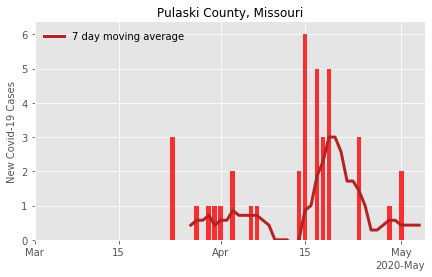 Pulaski County, Missouri
7 day moving average
New Covid-19 Cases
6
5
4
3
2
1
0
Mar
15
Apr
15
May
2020-May